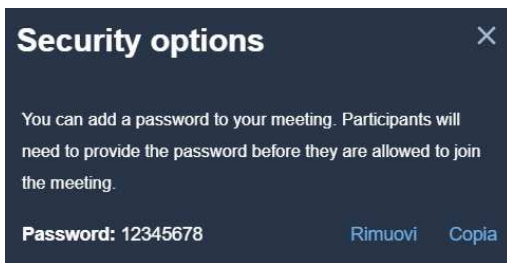 Security options
You can add a password to your meeting. Participants will
need to provide the password before they are allowed to join
the meeting.
Password: 12345678 Rimuovi Copia